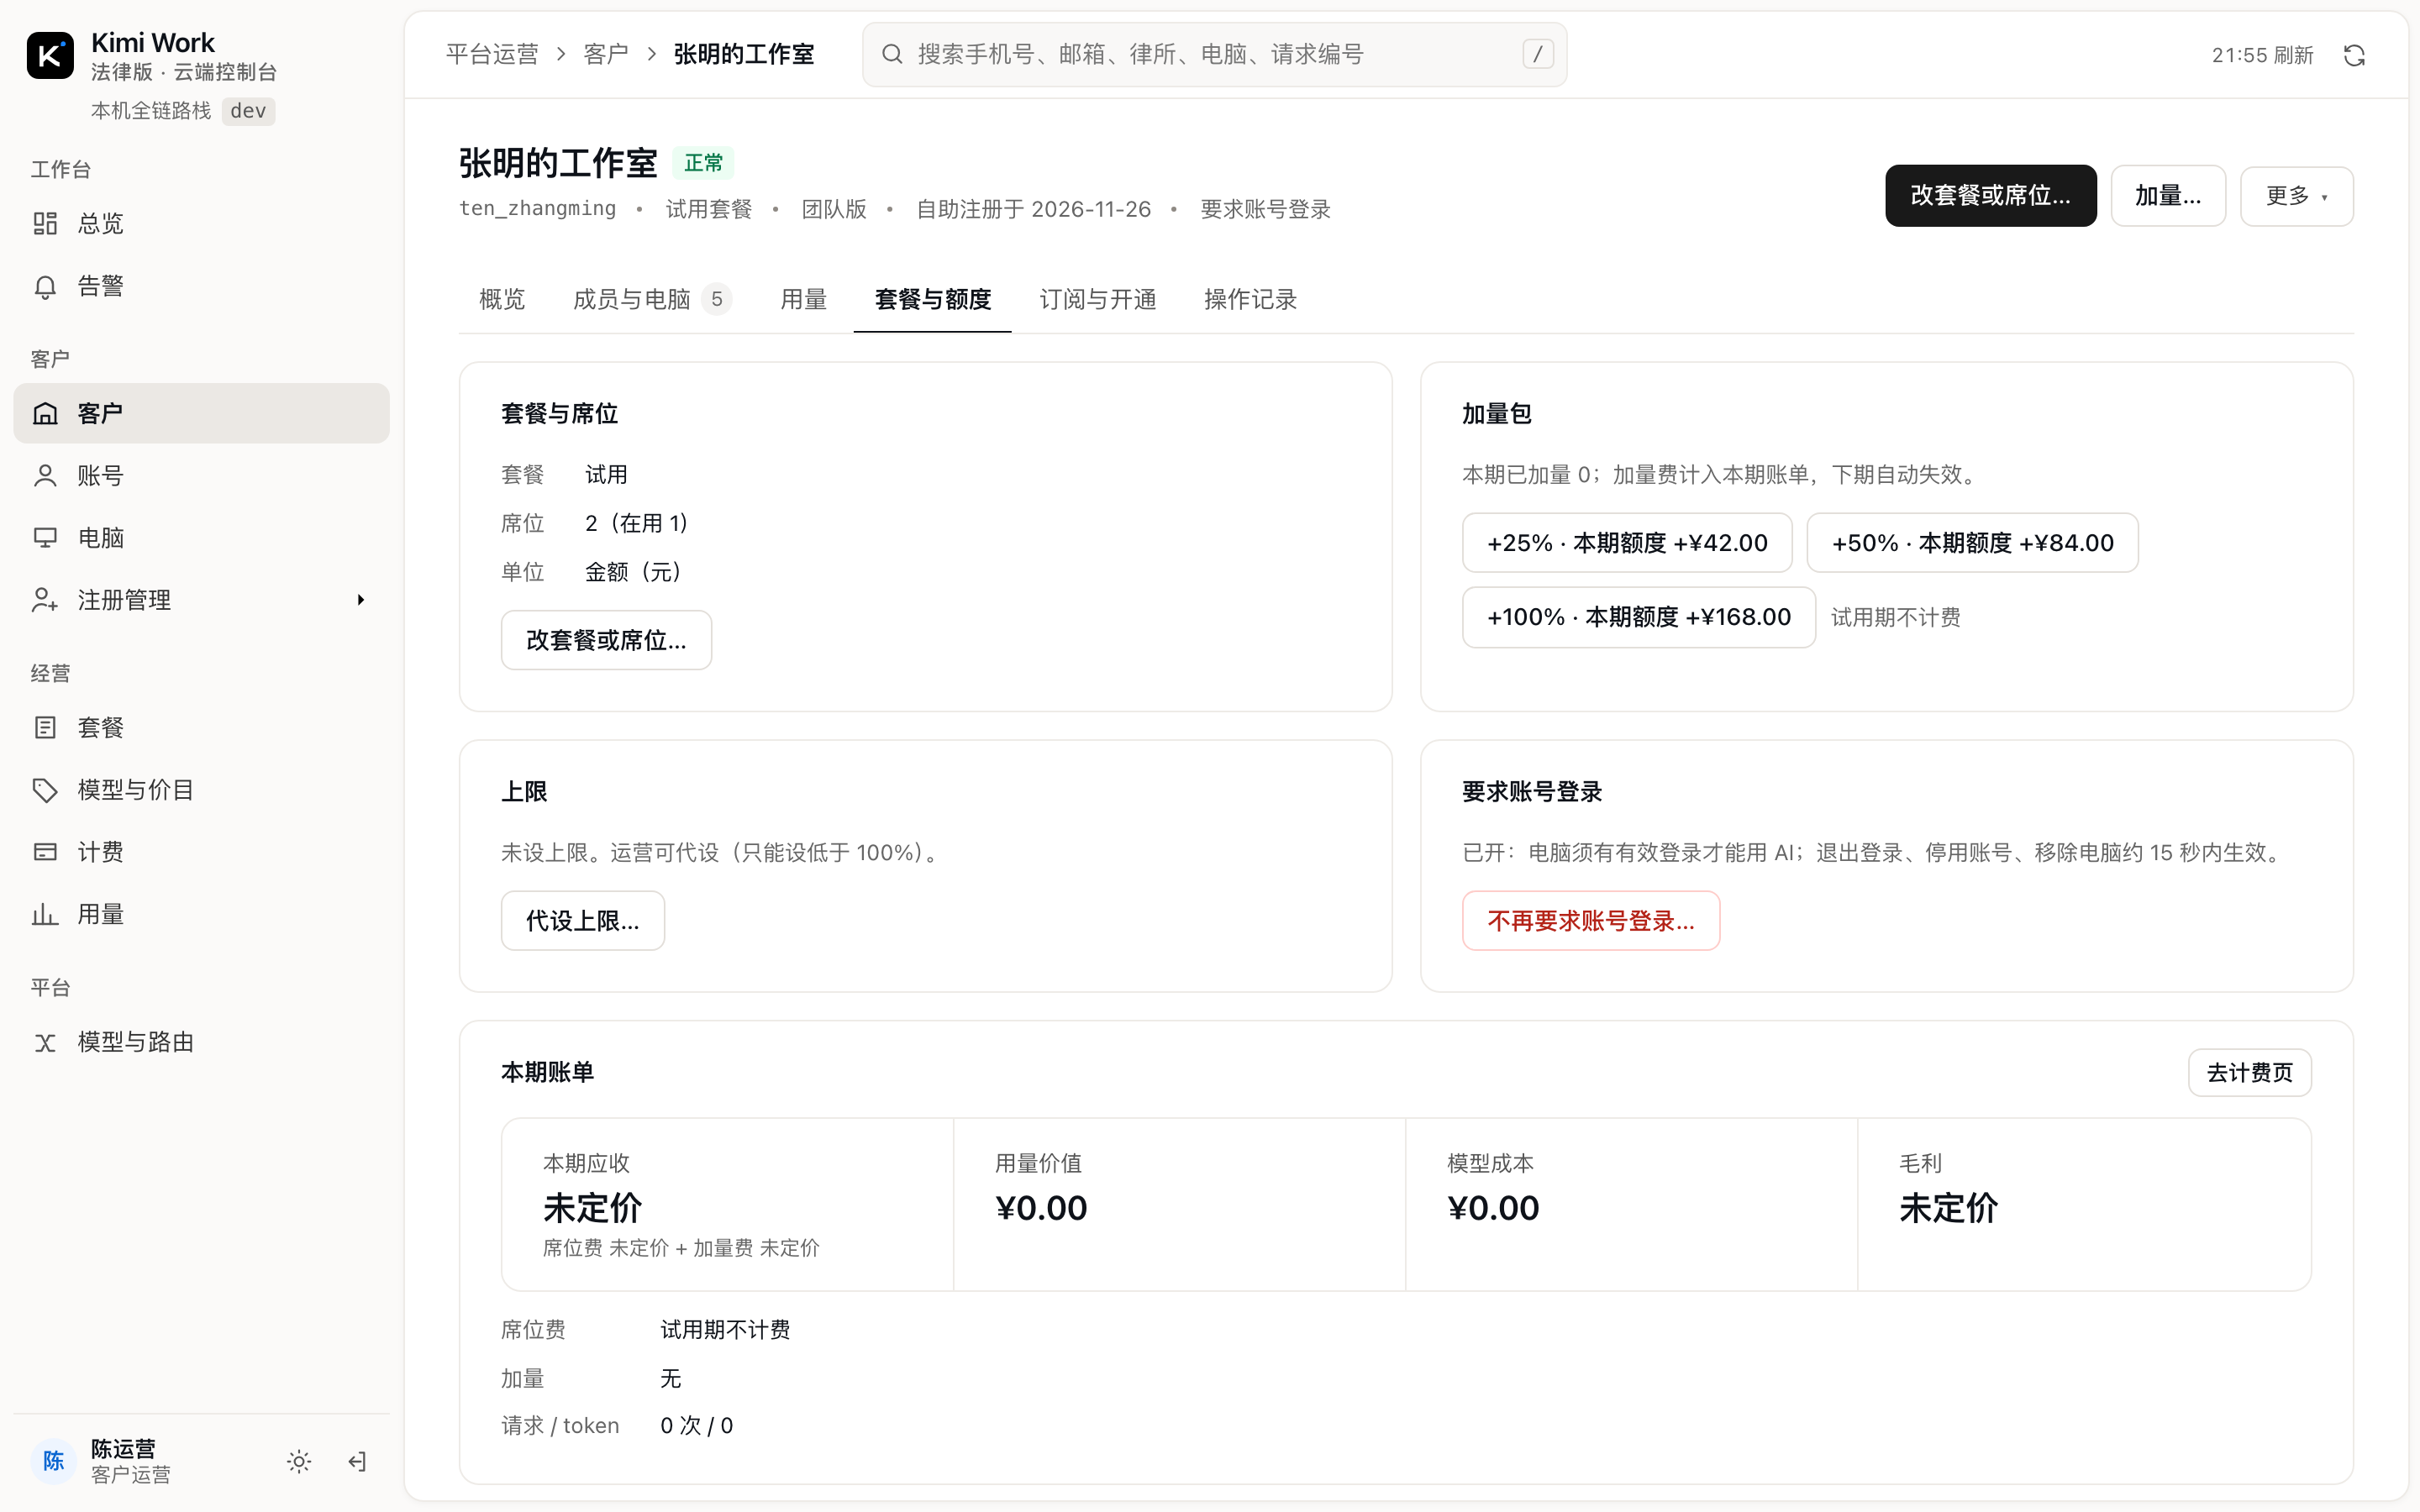 Kimi Work
法律版 · 云端控制台
本机全链路栈 dev
工作台
总览
告警
客户
客户
账号
电脑
注册管理
经营
套餐
模型与价目
计费
用量
平台
模型与路由
陈
陈运营
客户运营
平台运营 > 客户 > 张明的工作室
搜索手机号、邮箱、律所、电脑、请求编号 /
21:55 刷新
张明的工作室 正常
ten_zhangming • 试用套餐 • 团队版 • 自助注册于 2026-11-26 • 要求账号登录
改套餐或席位... 加量... 更多
概览 成员与电脑 5 用量 套餐与额度 订阅与开通 操作记录
套餐与席位
套餐 试用
席位 2（在用 1）
单位 金额（元）
改套餐或席位...
加量包
本期已加量 0；加量费计入本期账单，下期自动失效。
+25% · 本期额度 +¥42.00 +50% · 本期额度 +¥84.00
+100% · 本期额度 +¥168.00 试用期不计费
上限
未设上限。运营可代设（只能设低于 100%）。
代设上限...
要求账号登录
已开：电脑须有有效登录才能用 AI；退出登录、停用账号、移除电脑约 15 秒内生效。
不再要求账号登录...
本期账单 去计费页
本期应收
未定价
席位费 未定价 + 加量费 未定价
用量价值
¥0.00
模型成本
¥0.00
毛利
未定价
席位费 试用期不计费
加量 无
请求 / token 0 次 / 0